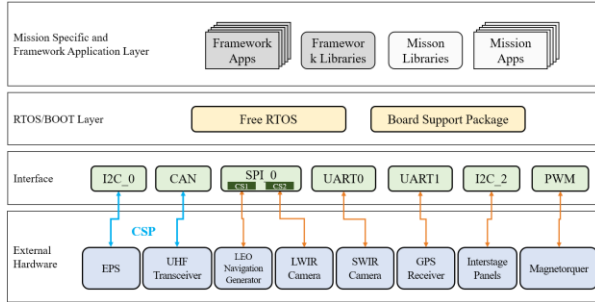 Mission Specific and
Framework Application Layer
Framework
Apps
Framewor
k Libraries
Misson
Libraries
Mission
Apps
RTOS/BOOT Layer
Free RTOS
Board Support Package
Interface
I2C_0
CAN
SPI_0
CS1
CS2
UART0
UART1
I2C_2
PWM
CSP
External
Hardware
EPS
UHF
Transceiver
LEO
Navigation
Generator
LWIR
Camera
SWIR
Camera
GPS
Receiver
Interstage
Panels
Magnetorquer